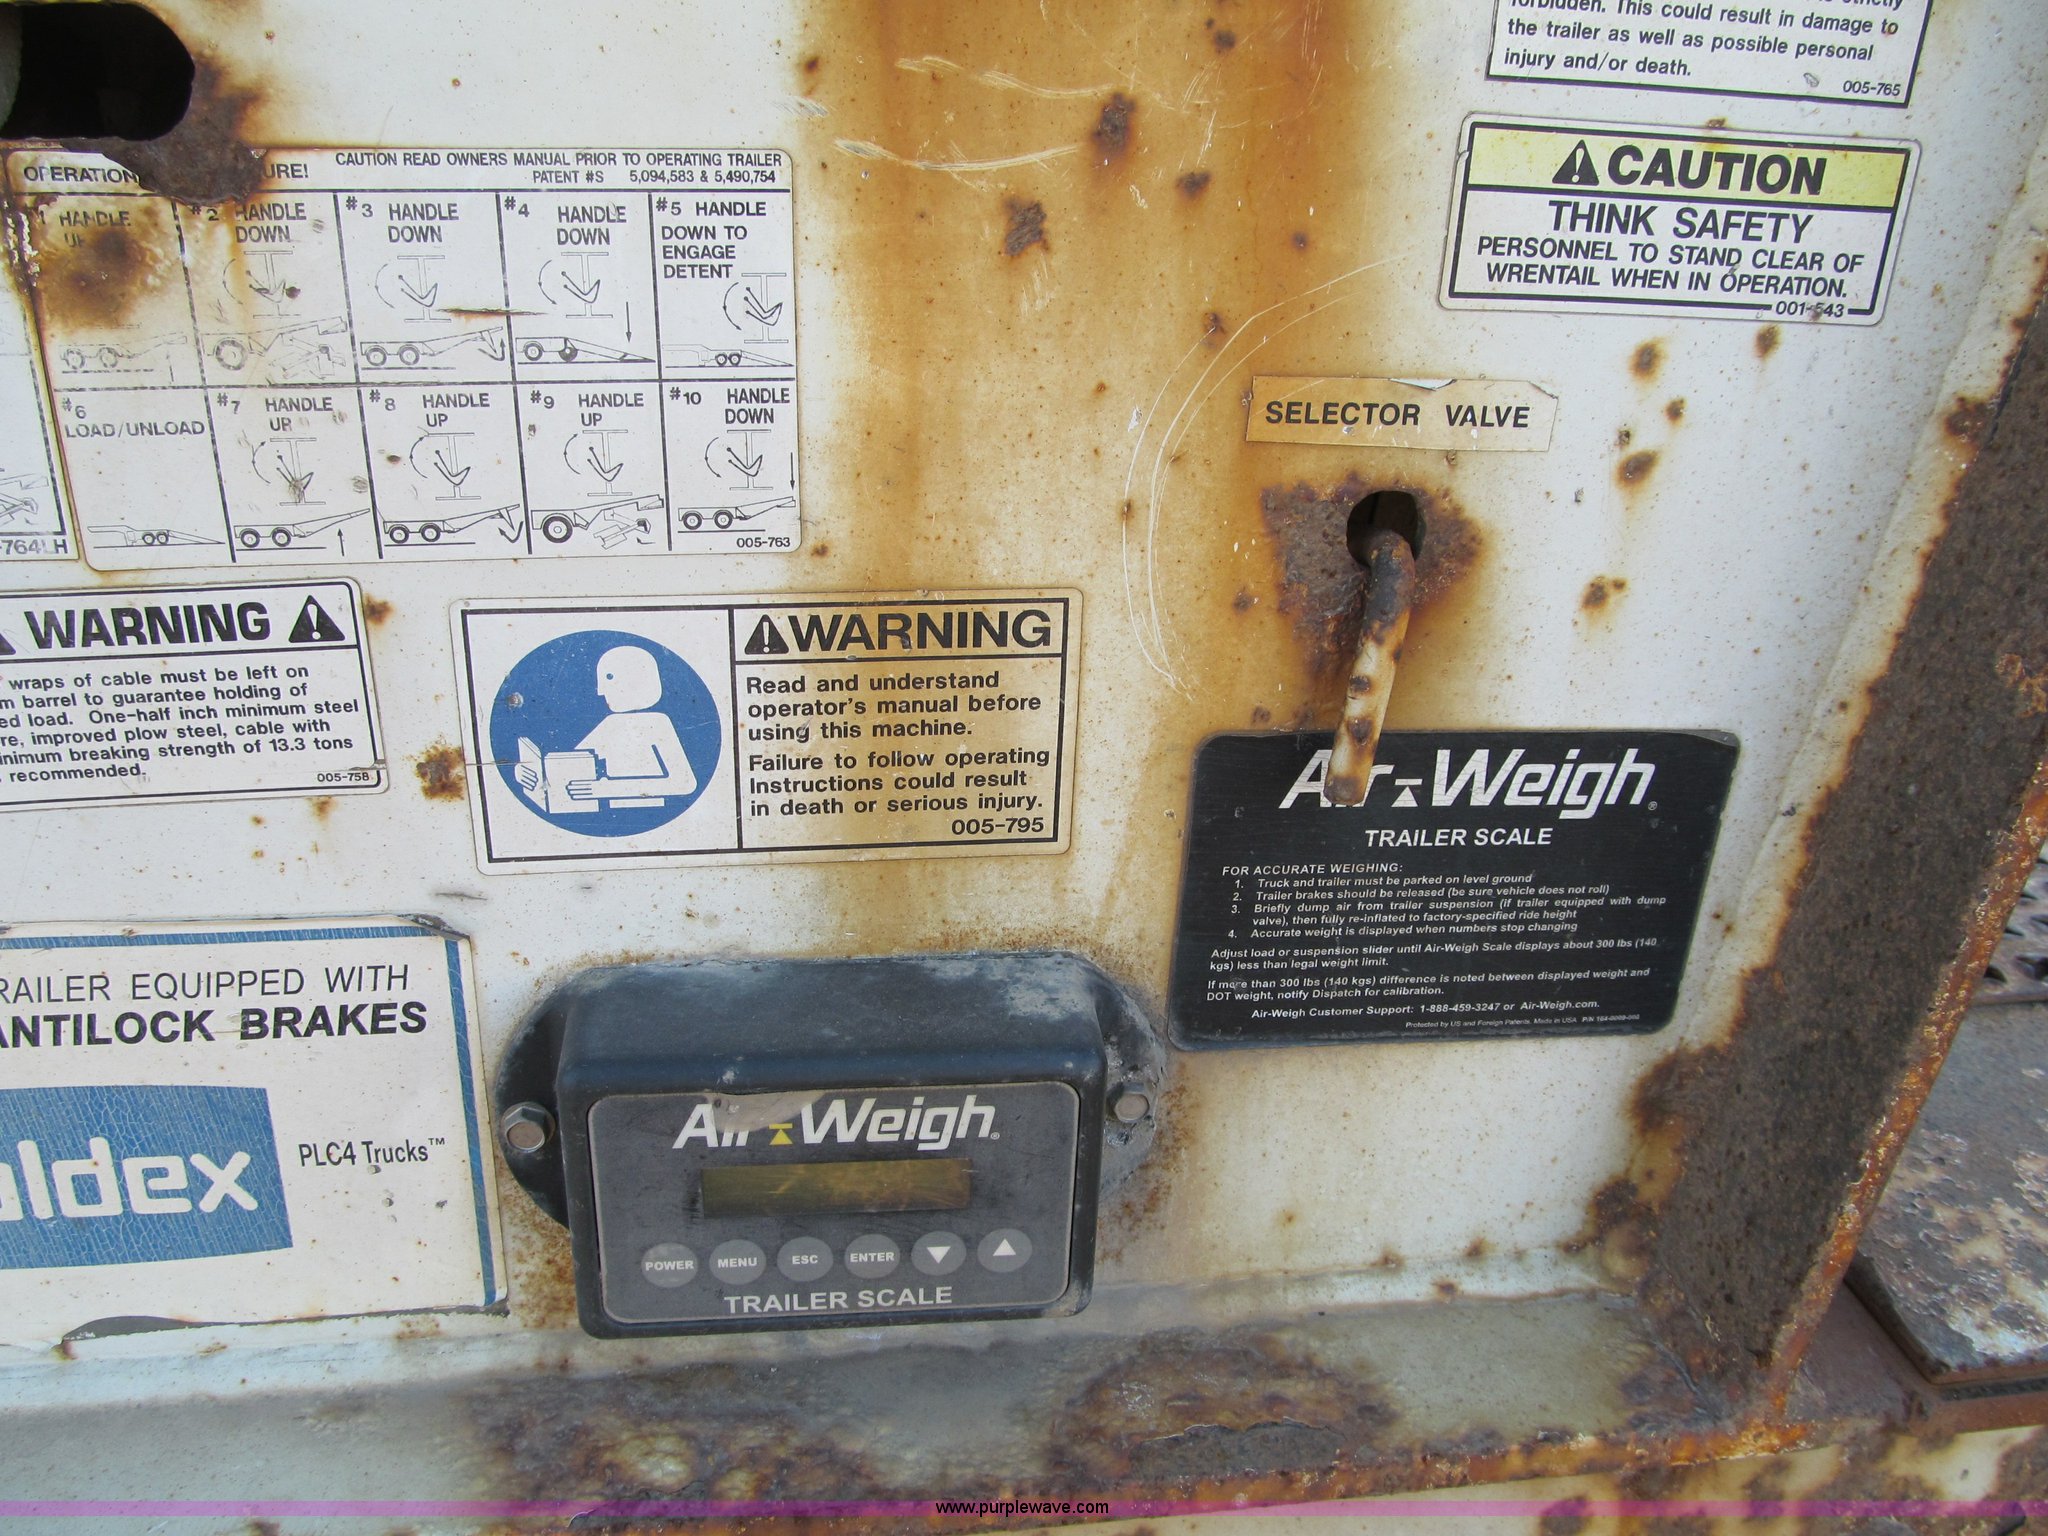 forbidden. This could result in damage to
the trailer as well as possible personal
injury and/or death.
005-765
OPERATION
URE!
CAUTION READ OWNERS MANUAL PRIOR TO OPERATING TRAILER
PATENT #S 5,094,583 & 5,490,754
#1 HANDLE
UP
#2 HANDLE
DOWN
#3 HANDLE
DOWN
#4 HANDLE
DOWN
#5 HANDLE
DOWN TO
ENGAGE
DETENT
#6
LOAD/UNLOAD
#7 HANDLE
UP
#8 HANDLE
UP
#9 HANDLE
UP
#10 HANDLE
DOWN
005-763
-764LH
CAUTION
THINK SAFETY
PERSONNEL TO STAND CLEAR OF
WRENTAIL WHEN IN OPERATION.
001-543
SELECTOR VALVE
WARNING
wraps of cable must be left on
m barrel to guarantee holding of
ed load. One-half inch minimum steel
re, improved plow steel, cable with
nimum breaking strength of 13.3 tons
recommended.
005-758
WARNING
Read and understand
operator's manual before
using this machine.
Failure to follow operating
Instructions could result
in death or serious injury.
005-795
Air-Weigh®
TRAILER SCALE
FOR ACCURATE WEIGHING:
1. Truck and trailer must be parked on level ground
2. Trailer brakes should be released (be sure vehicle does not roll)
3. Briefly dump air from trailer suspension (if trailer equipped with dump
valve), then fully re-inflated to factory-specified ride height
4. Accurate weight is displayed when numbers stop changing
Adjust load or suspension slider until Air-Weigh Scale displays about 300 lbs (140
kgs) less than legal weight limit.
If more than 300 lbs (140 kgs) difference is noted between displayed weight and
DOT weight, notify Dispatch for calibration.
Air-Weigh Customer Support: 1-888-459-3247 or Air-Weigh.com.
Protected by US and Foreign Patents. Made in USA
RAILER EQUIPPED WITH
ANTILOCK BRAKES
ldex
PLC4 Trucks™
Air-Weigh®
POWER MENU ESC ENTER
TRAILER SCALE
www.purplewave.com